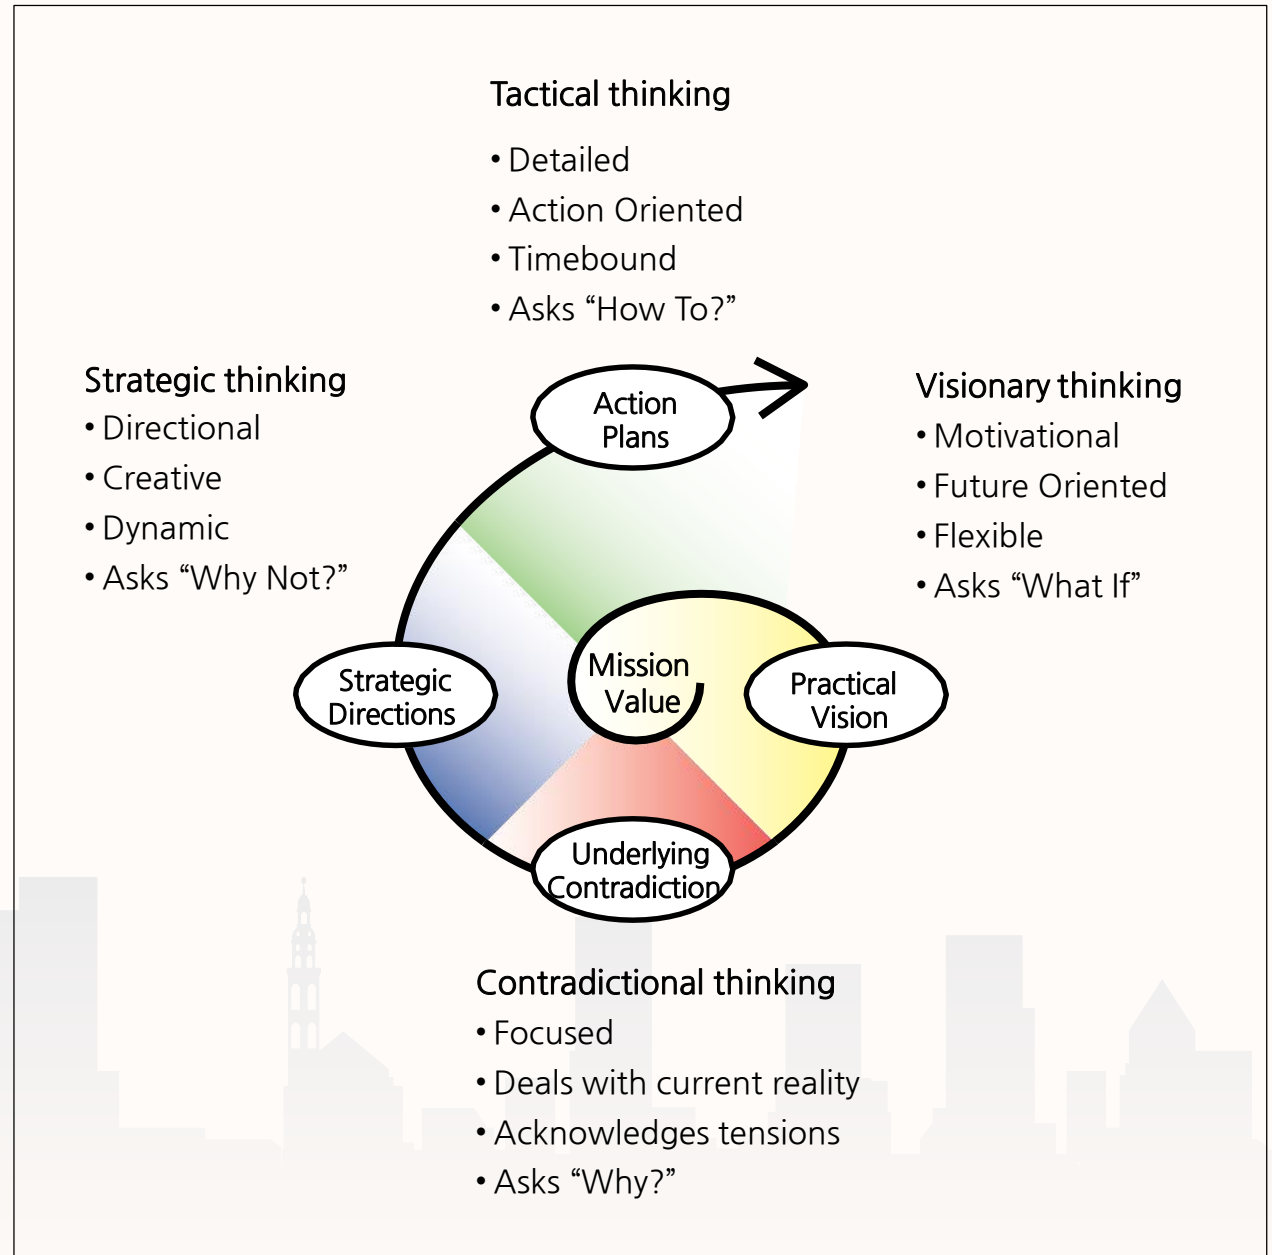 Tactical thinking
• Detailed
• Action Oriented
• Timebound
• Asks “How To?”
Strategic thinking
• Directional
• Creative
• Dynamic
• Asks “Why Not?”
Visionary thinking
• Motivational
• Future Oriented
• Flexible
• Asks “What If”
Action
Plans
Strategic
Directions
Mission
Value
Practical
Vision
Underlying
Contradiction
Contradictional thinking
• Focused
• Deals with current reality
• Acknowledges tensions
• Asks “Why?”